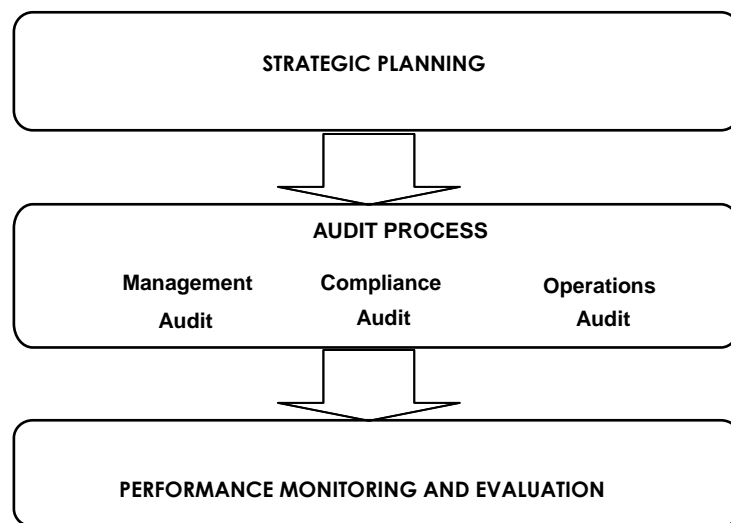 STRATEGIC PLANNING
AUDIT PROCESS
Management
Audit
Compliance
Audit
Operations
Audit
PERFORMANCE MONITORING AND EVALUATION